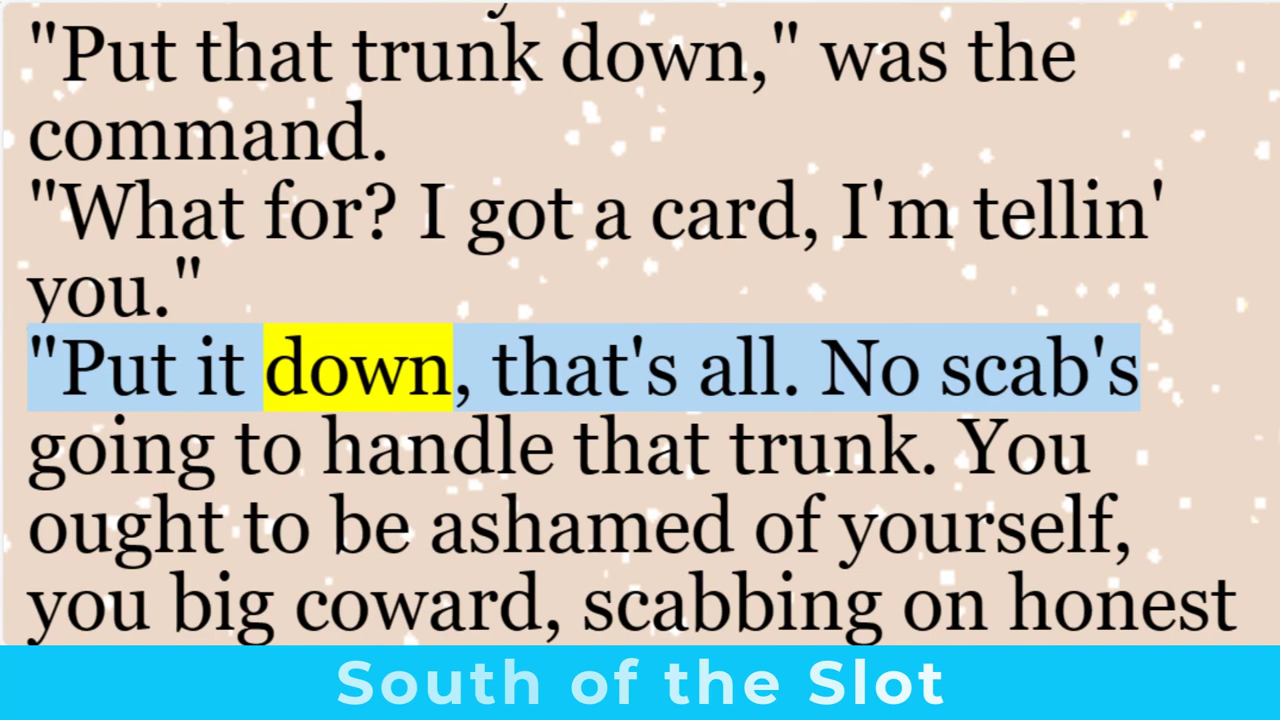 "Put that trunk down," was the
command.
"What for? I got a card, I'm tellin'
you."
"Put it down, that's all. No scab's
going to handle that trunk. You
ought to be ashamed of yourself,
you big coward, scabbing on honest
South of the Slot